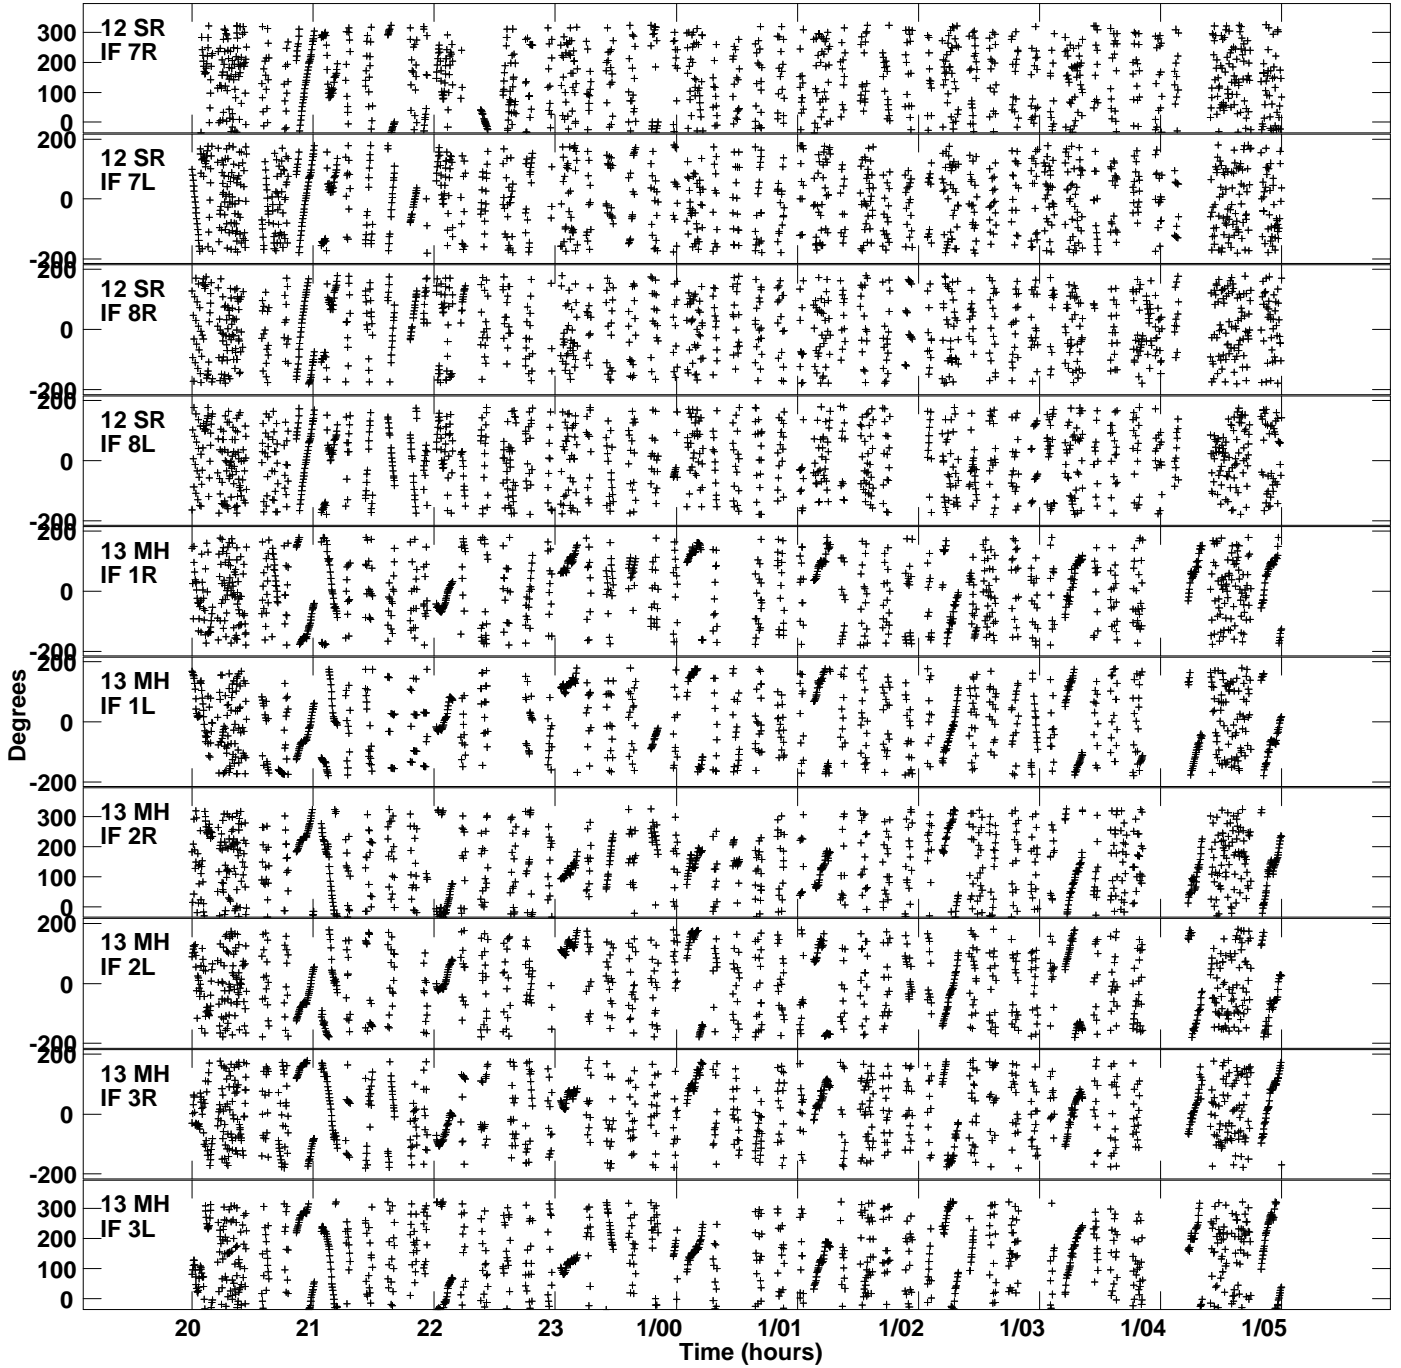 12 SR
IF 7R
300
200
100
0
12 SR
IF 7L
200
0
-200
12 SR
IF 8R
200
0
-200
12 SR
IF 8L
200
0
-200
13 MH
IF 1R
200
0
-200
13 MH
IF 1L
200
0
-200
13 MH
IF 2R
300
200
100
0
13 MH
IF 2L
200
0
-200
13 MH
IF 3R
200
0
-200
13 MH
IF 3L
300
200
100
0
Degrees
20 21 22 23 1/00 1/01 1/02 1/03 1/04 1/05
Time (hours)